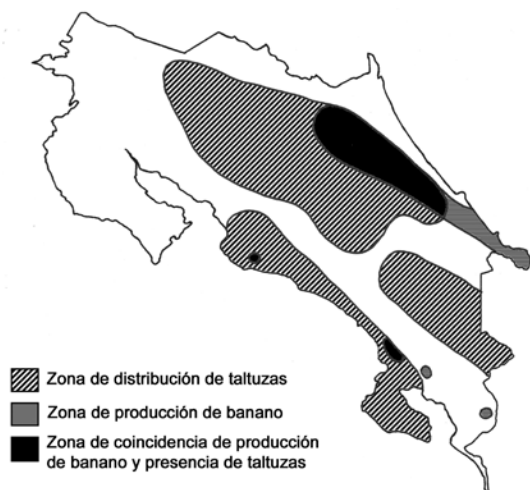 Zona de distribución de taltuzas
Zona de producción de banano
Zona de coincidencia de producción
de banano y presencia de taltuzas